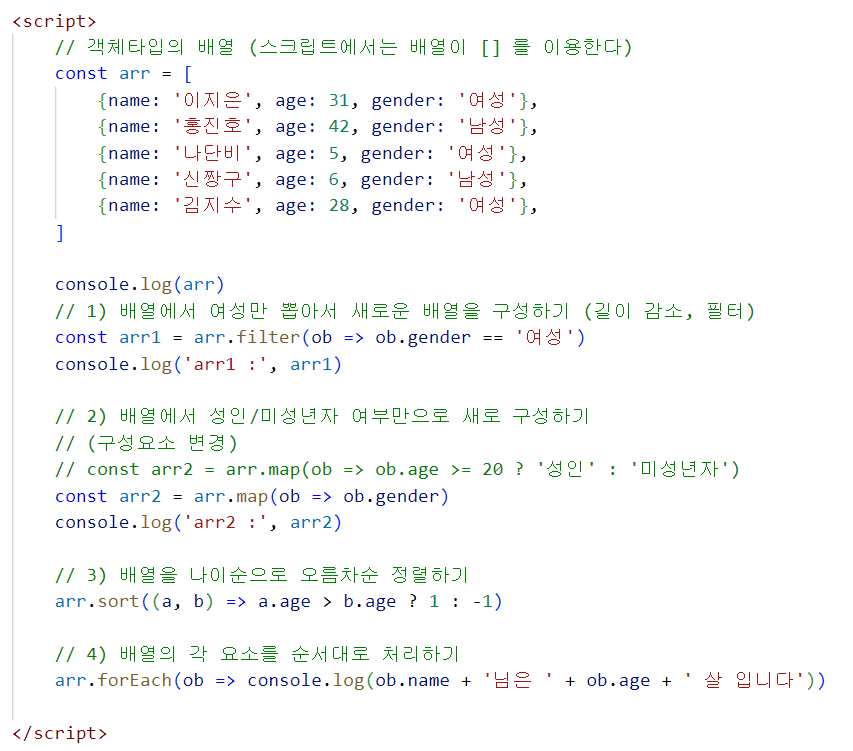 <script>
// 객체타입의 배열 (스크립트에서는 배열이 [] 를 이용한다)
const arr = [
{name: '이지은', age: 31, gender: '여성'},
{name: '홍진호', age: 42, gender: '남성'},
{name: '나단비', age: 5, gender: '여성'},
{name: '신짱구', age: 6, gender: '남성'},
{name: '김지수', age: 28, gender: '여성'},
]
console.log(arr)
// 1) 배열에서 여성만 뽑아서 새로운 배열을 구성하기 (길이 감소, 필터)
const arr1 = arr.filter(ob => ob.gender == '여성')
console.log('arr1 :', arr1)
// 2) 배열에서 성인/미성년자 여부만으로 새로 구성하기
// (구성요소 변경)
// const arr2 = arr.map(ob => ob.age >= 20 ? '성인' : '미성년자')
const arr2 = arr.map(ob => ob.gender)
console.log('arr2 :', arr2)
// 3) 배열을 나이순으로 오름차순 정렬하기
arr.sort((a, b) => a.age > b.age ? 1 : -1)
// 4) 배열의 각 요소를 순서대로 처리하기
arr.forEach(ob => console.log(ob.name + '님은 ' + ob.age + ' 살 입니다'))
</script>